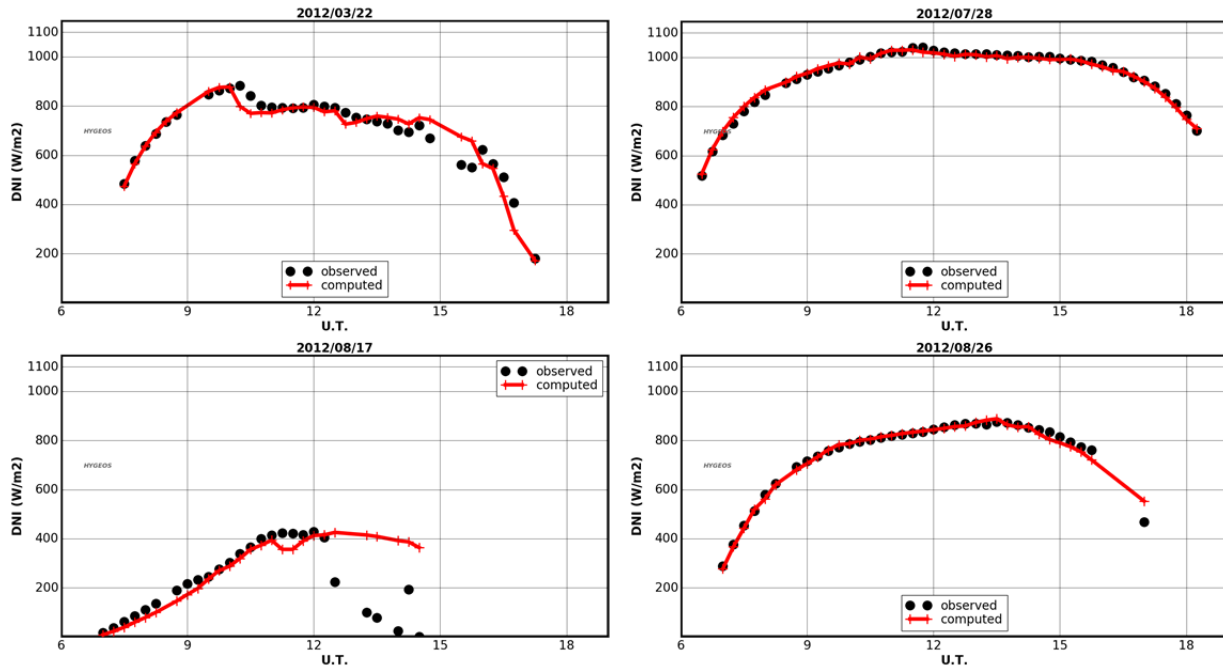 2012/03/22
1100
1000
800
600
400
200
DNI (W/m2)
HYGEOS
observed
computed
6
9
12
15
18
U.T.
2012/07/28
1100
1000
800
600
400
200
DNI (W/m2)
HYGEOS
observed
computed
6
9
12
15
18
U.T.
2012/08/17
1100
1000
800
600
400
200
DNI (W/m2)
HYGEOS
observed
computed
6
9
12
15
18
U.T.
2012/08/26
1100
1000
800
600
400
200
DNI (W/m2)
HYGEOS
observed
computed
6
9
12
15
18
U.T.